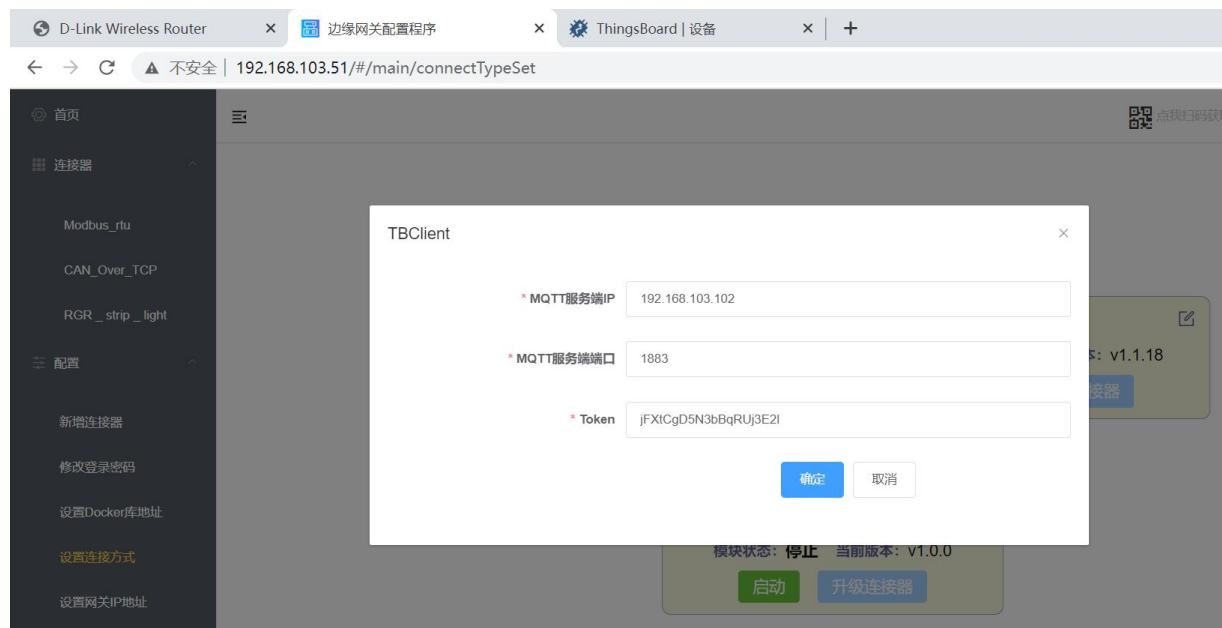 D-Link Wireless Router
边缘网关配置程序
ThingsBoard | 设备
不安全 | 192.168.103.51/#/main/connectTypeSet
首页
点我扫码获
连接器
Modbus_rtu
CAN_Over_TCP
RGR _ strip _ light
配置
新增连接器
修改登录密码
设置Docker库地址
设置连接方式
设置网关IP地址
TBClient
* MQTT服务端IP 192.168.103.102
* MQTT服务端端口 1883
* Token jFXtCgD5N3bBqRUj3E2l
确定 取消
: v1.1.18
接器
模块状态: 停止 当前版本: v1.0.0
启动 升级连接器